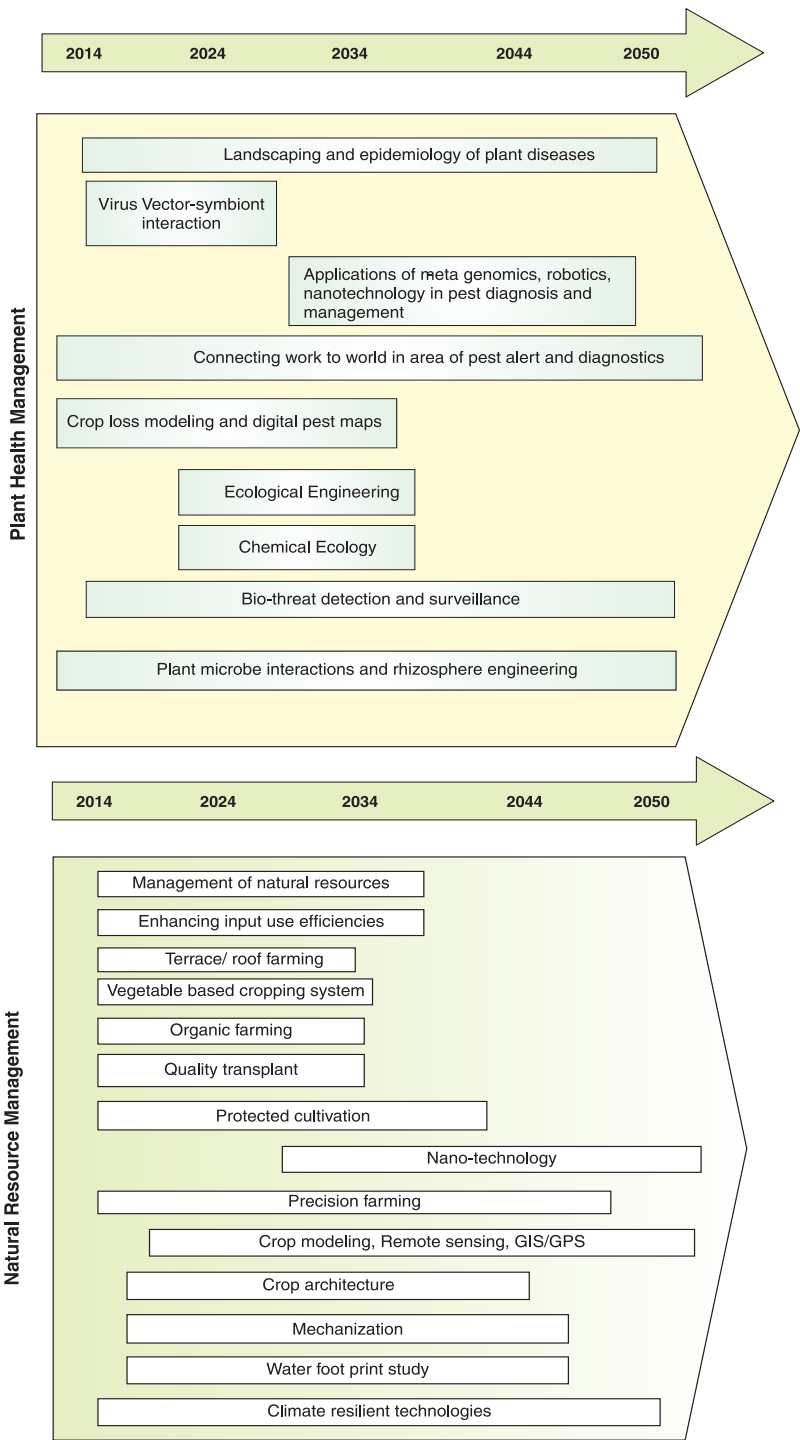 2014 2024 2034 2044 2050
Plant Health Management
Landscaping and epidemiology of plant diseases
Virus Vector-symbiont
interaction
Applications of meta genomics, robotics,
nanotechnology in pest diagnosis and
management
Connecting work to world in area of pest alert and diagnostics
Crop loss modeling and digital pest maps
Ecological Engineering
Chemical Ecology
Bio-threat detection and surveillance
Plant microbe interactions and rhizosphere engineering
2014 2024 2034 2044 2050
Natural Resource Management
Management of natural resources
Enhancing input use efficiencies
Terrace/ roof farming
Vegetable based cropping system
Organic farming
Quality transplant
Protected cultivation
Nano-technology
Precision farming
Crop modeling, Remote sensing, GIS/GPS
Crop architecture
Mechanization
Water foot print study
Climate resilient technologies